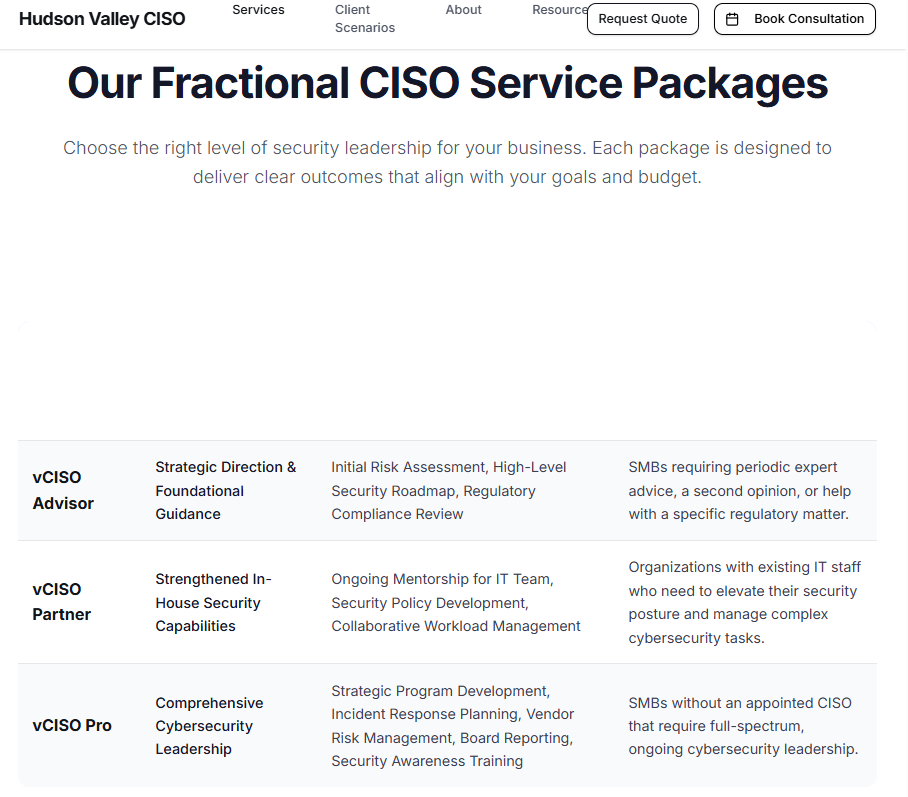 Hudson Valley CISO
Services
Client
Scenarios
About
Resource
Request Quote
Book Consultation
Our Fractional CISO Service Packages
Choose the right level of security leadership for your business. Each package is designed to
deliver clear outcomes that align with your goals and budget.
vCISO
Advisor
Strategic Direction &
Foundational
Guidance
Initial Risk Assessment, High-Level
Security Roadmap, Regulatory
Compliance Review
SMBs requiring periodic expert
advice, a second opinion, or help
with a specific regulatory matter.
vCISO
Partner
Strengthened In-
House Security
Capabilities
Ongoing Mentorship for IT Team,
Security Policy Development,
Collaborative Workload Management
Organizations with existing IT staff
who need to elevate their security
posture and manage complex
cybersecurity tasks.
vCISO Pro
Comprehensive
Cybersecurity
Leadership
Strategic Program Development,
Incident Response Planning, Vendor
Risk Management, Board Reporting,
Security Awareness Training
SMBs without an appointed CISO
that require full-spectrum,
ongoing cybersecurity leadership.